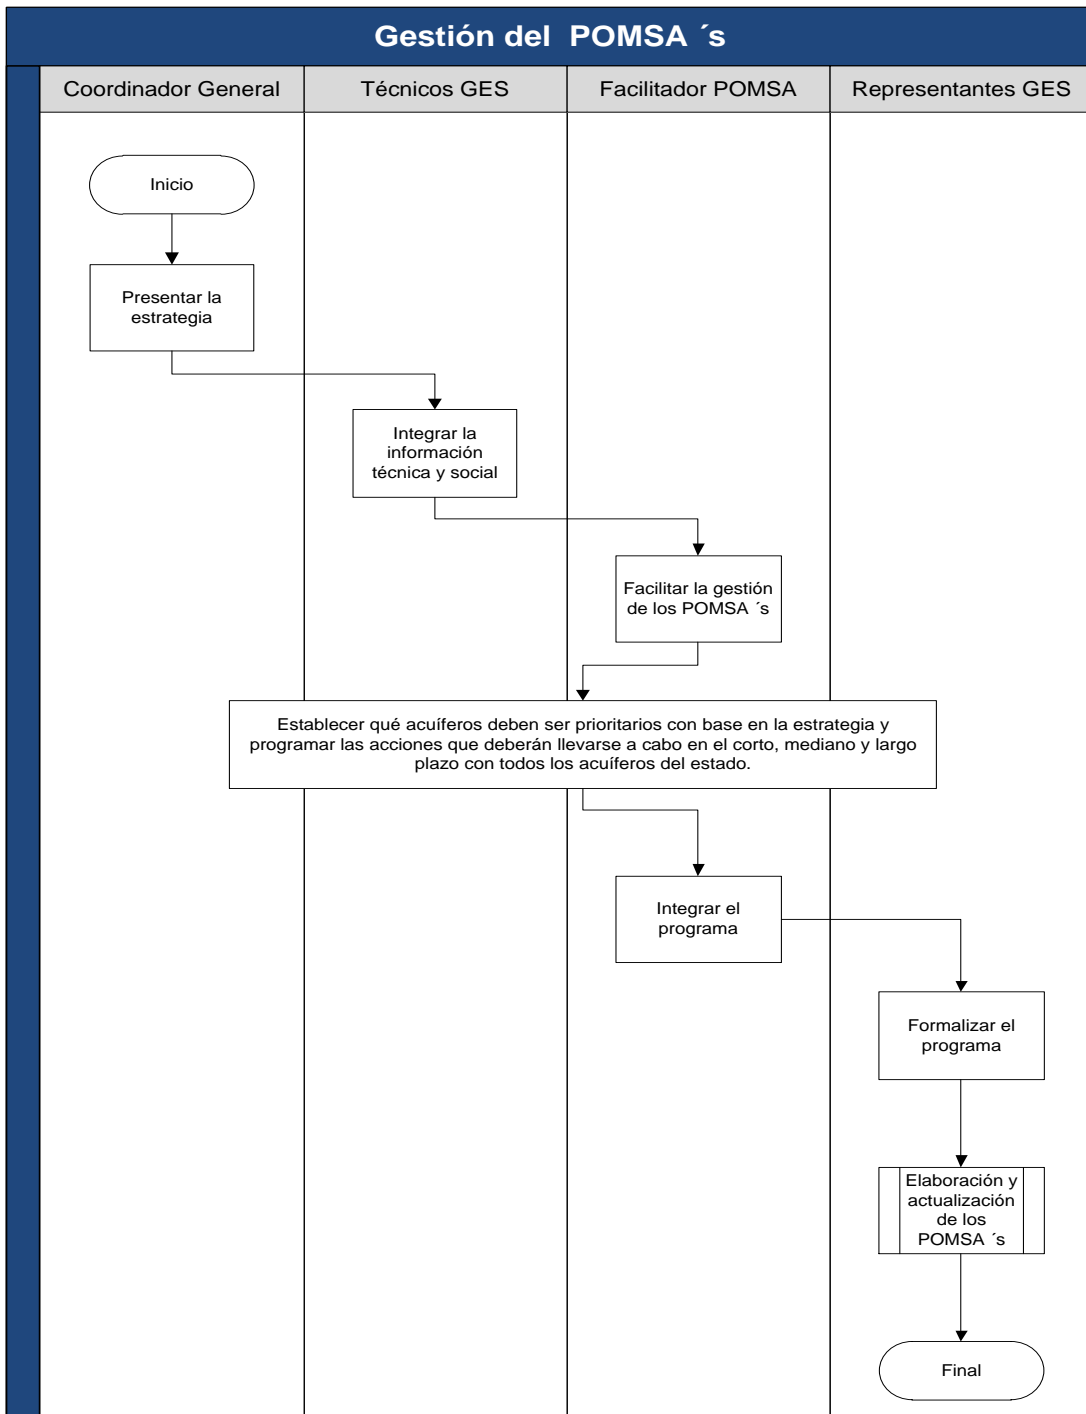 Gestión del POMSA ´s
Coordinador General
Técnicos GES
Facilitador POMSA
Representantes GES
Inicio
Presentar la
estrategia
Integrar la
información
técnica y social
Facilitar la gestión
de los POMSA ´s
Establecer qué acuíferos deben ser prioritarios con base en la estrategia y
programar las acciones que deberán llevarse a cabo en el corto, mediano y largo
plazo con todos los acuíferos del estado.
Integrar el
programa
Formalizar el
programa
Elaboración y
actualización
de los
POMSA ´s
Final